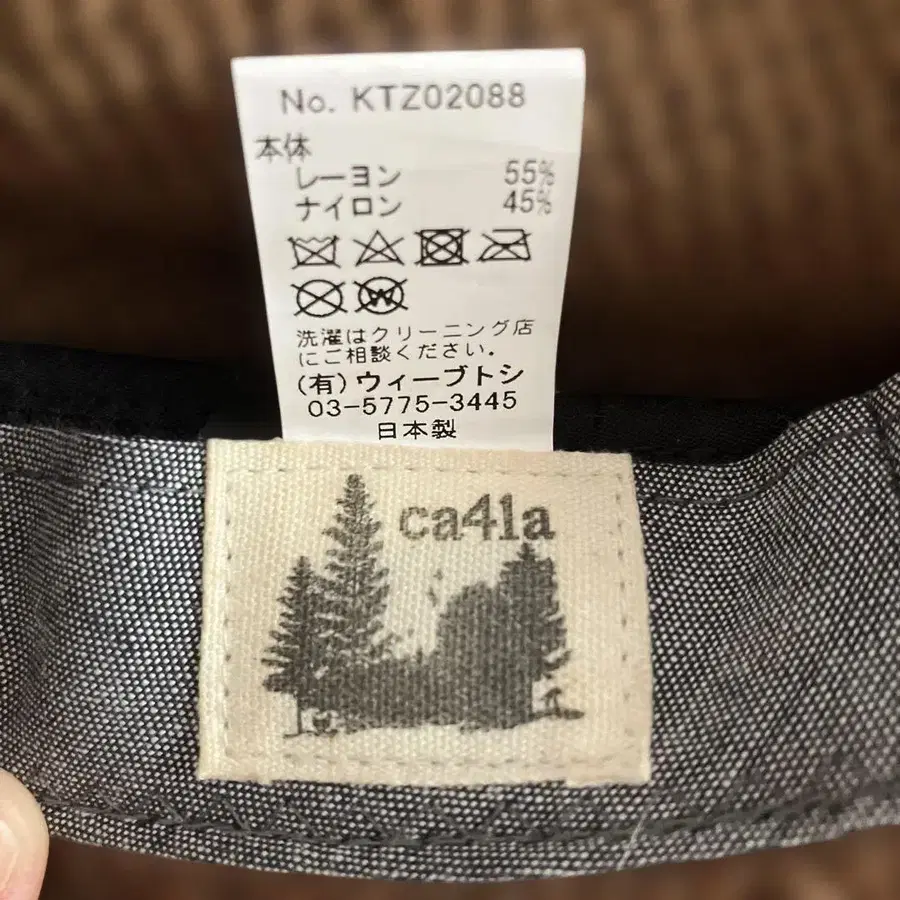 No. KTZ02088
本体
レーヨン 55%
ナイロン 45%
洗濯はクリーニング店
にご相談ください。
(有)ウィーブトシ
03-5775-3445
日本製
ca41a